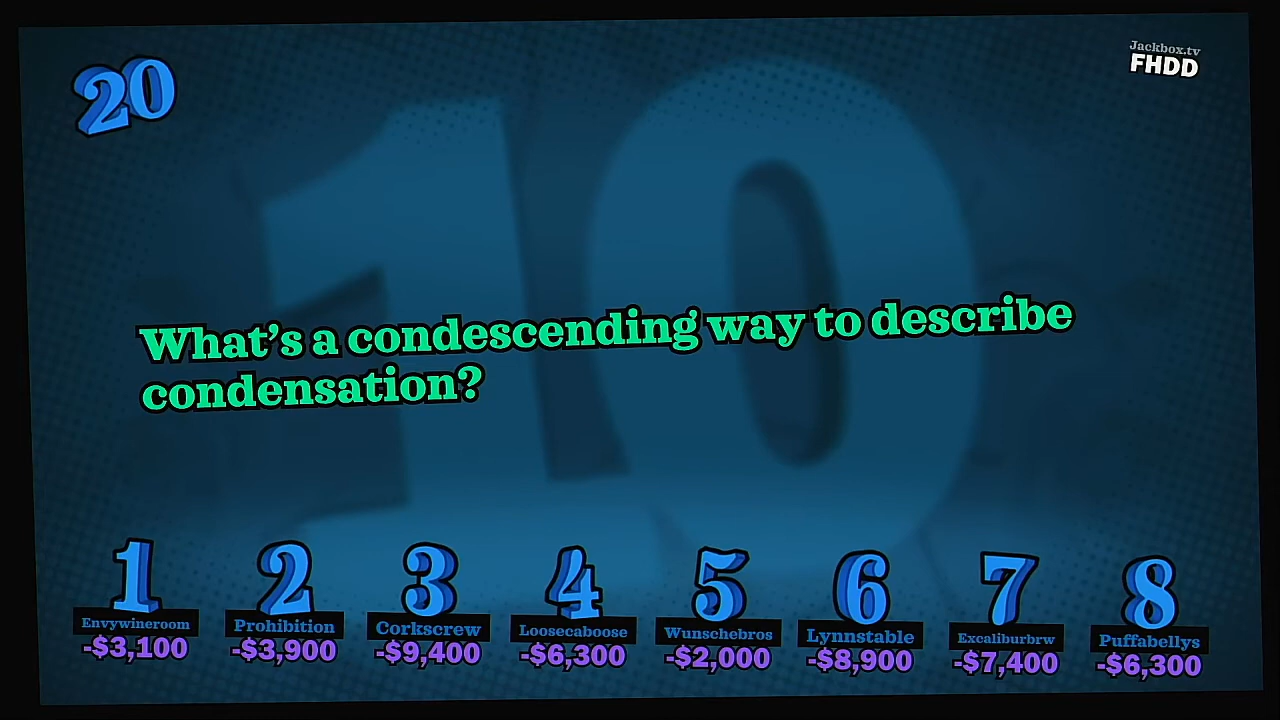 20
Jackbox.tv
FHDD
10
What's a condescending way to describe
condensation?
1 2 3 4 5 6 7 8
Envywineroom Prohibition Corkscrew Loosecaboose Wunschebros Lynnstable Excaliburbrw Puffabellys
-$3,100 -$3,900 -$9,400 -$6,300 -$2,000 -$8,900 -$7,400 -$6,300